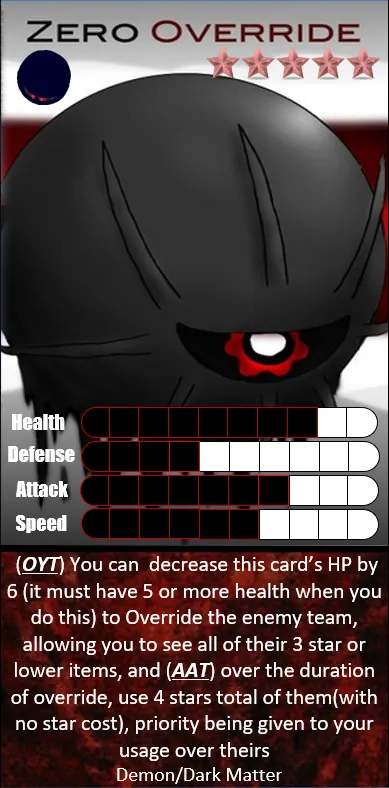 ZERO OVERRIDE
Health
Defense
Attack
Speed
(OYT) You can decrease this card's HP by
6 (it must have 5 or more health when you
do this) to Override the enemy team,
allowing you to see all of their 3 star or
lower items, and (AAT) over the duration
of override, use 4 stars total of them(with
no star cost), priority being given to your
usage over theirs
Demon/Dark Matter